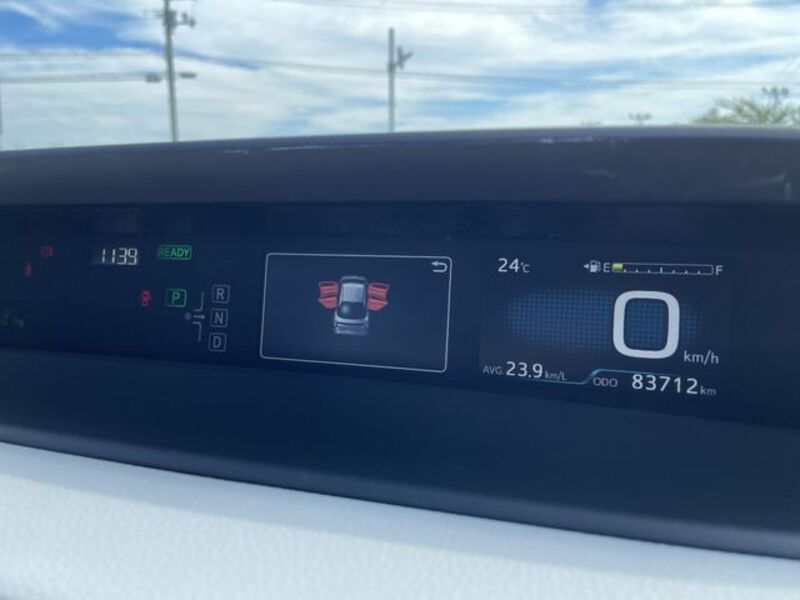 11:39
READY
P
R
N
D
24°C
E F
0 km/h
AVG. 23.9 km/L
ODO 83712 km